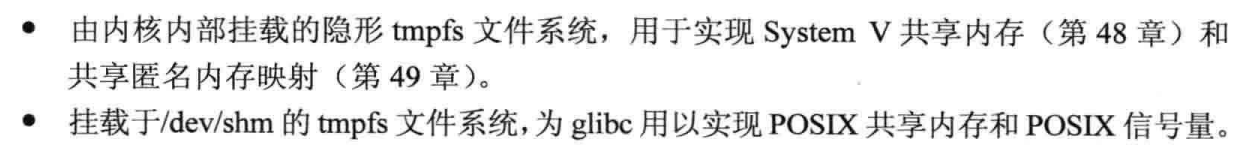 • 由内核内部挂载的隐形 tmpfs 文件系统，用于实现 System V 共享内存（第 48 章）和
共享匿名内存映射（第 49 章）。
• 挂载于/dev/shm 的 tmpfs 文件系统，为 glibc 用以实现 POSIX 共享内存和 POSIX 信号量。